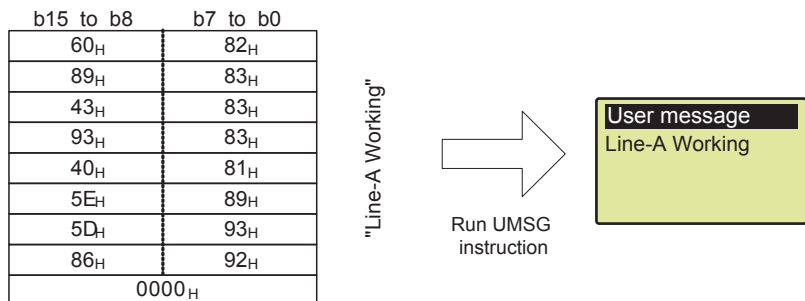 b15 to b8 b7 to b0
60H 82H
89H 83H
43H 83H
93H 83H
40H 81H
5EH 89H
5DH 93H
86H 92H
0000H
"Line-A Working"
Run UMSG
instruction
User message
Line-A Working